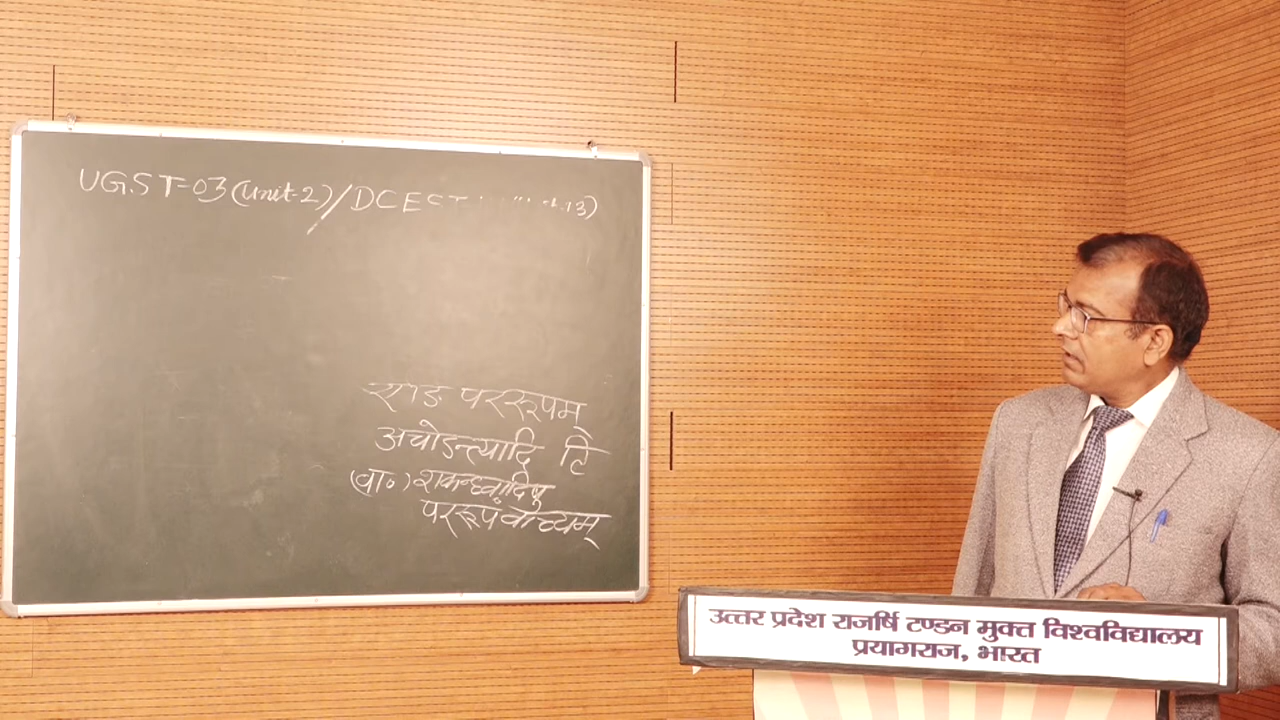 UGST-03(Unit-2)/DCEST
पररूपम्
अचोऽन्त्यादि टि
(वा०) शकन्ध्वादिषु
पररूपं वाच्यम्
उत्तर प्रदेश राजर्षि टण्डन मुक्त विश्वविद्यालय
प्रयागराज, भारत